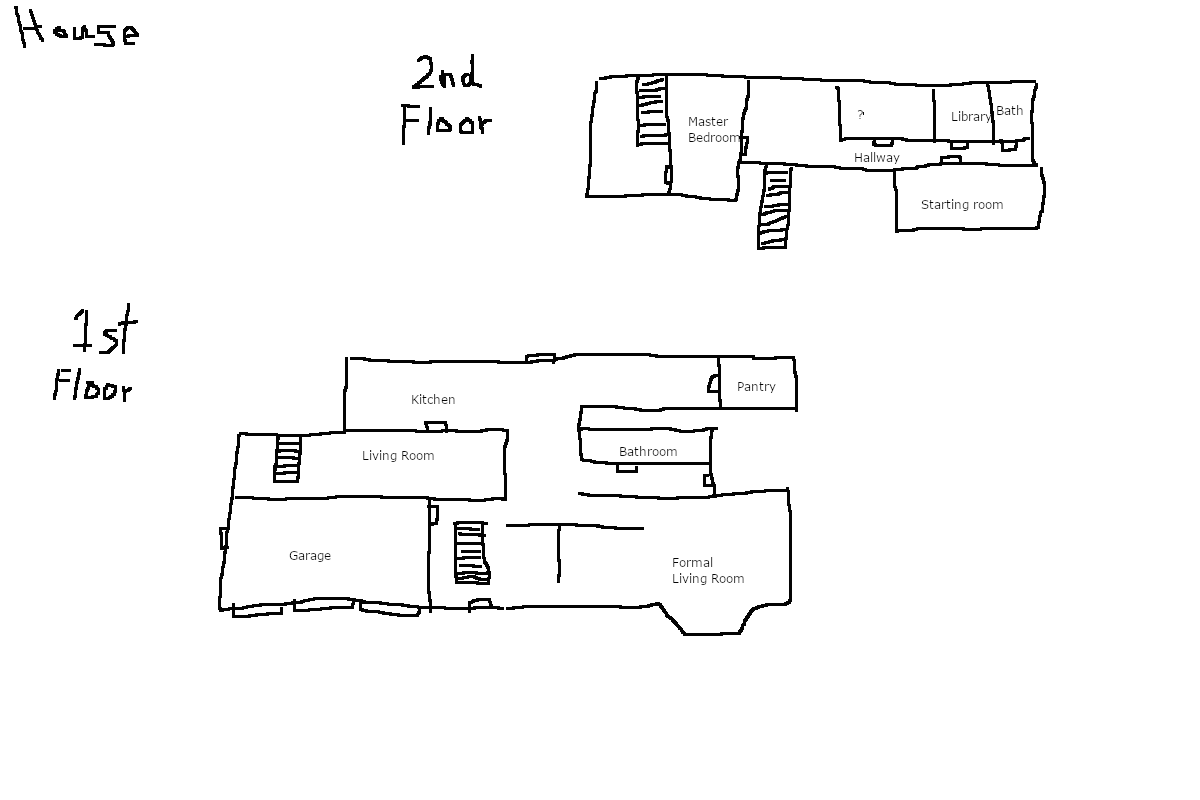 House
2nd
Floor
Master
Bedroom
?
Library
Bath
Hallway
Starting room
1st
Floor
Kitchen
Pantry
Living Room
Bathroom
Garage
Formal
Living Room